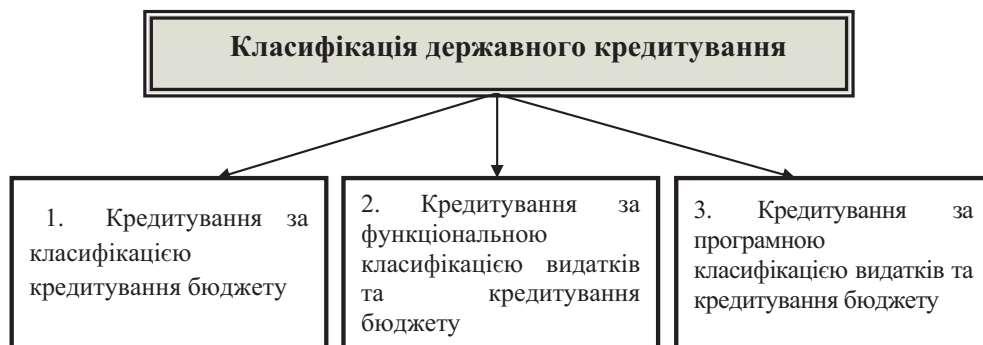 Класифікація державного кредитування
1. Кредитування за
класифікацією
кредитування бюджету
2. Кредитування за
функціональною
класифікацією видатків
та кредитування
бюджету
3. Кредитування за
програмною
класифікацією видатків та
кредитування бюджету